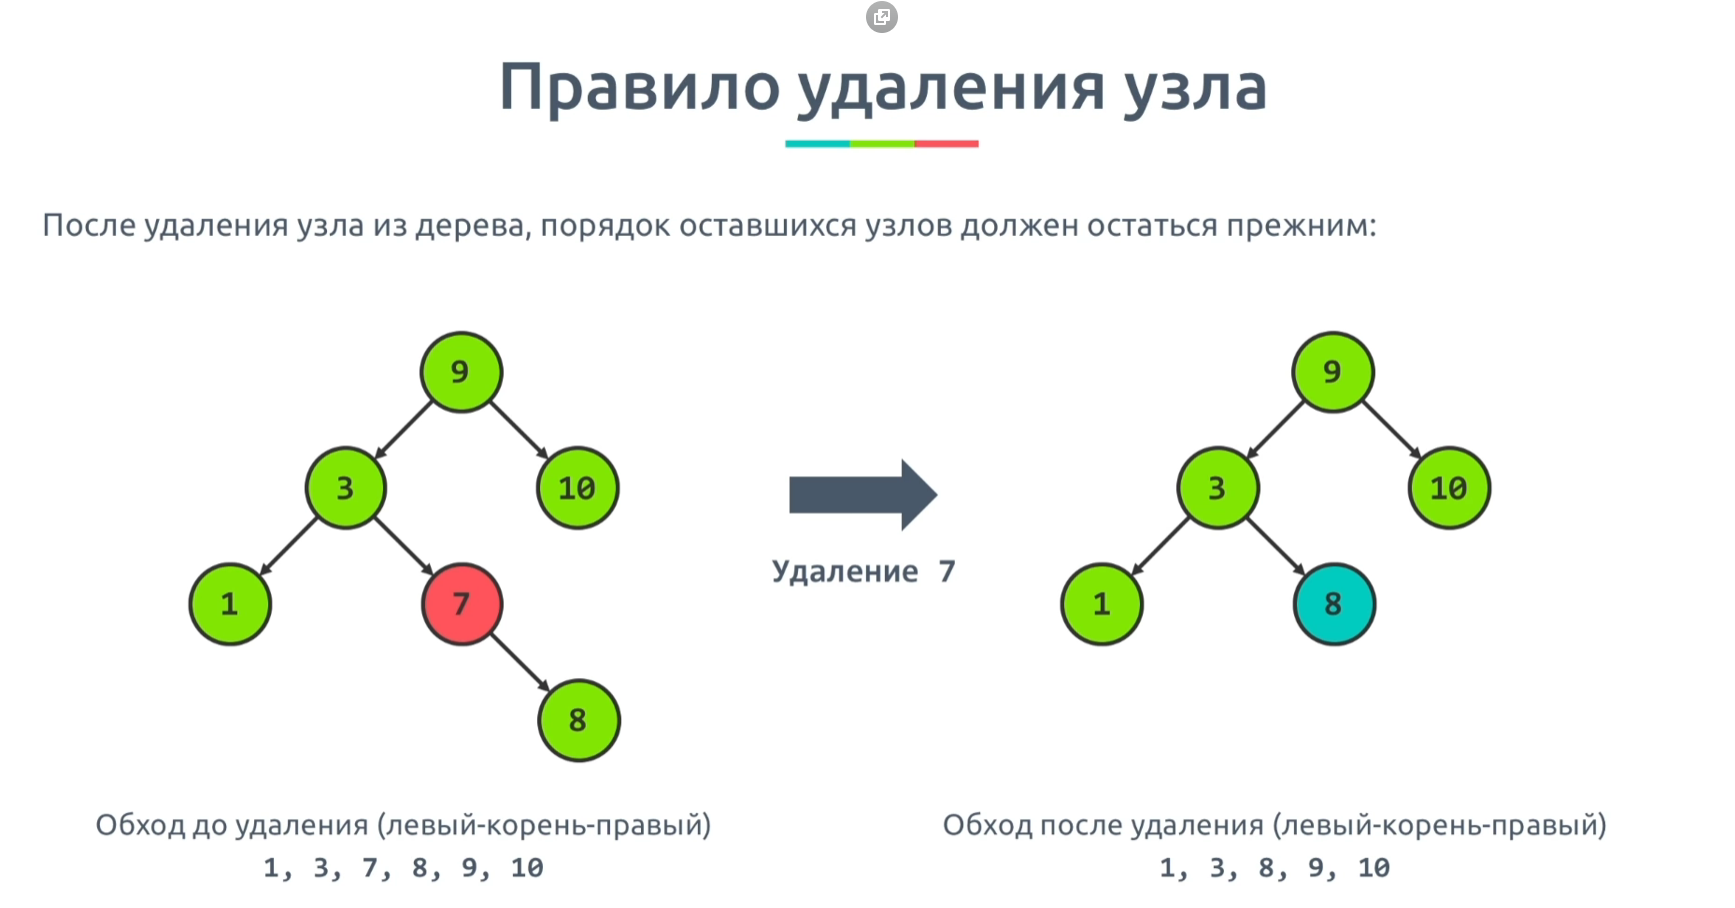 Правило удаления узла
После удаления узла из дерева, порядок оставшихся узлов должен остаться прежним:
9
3
10
1
7
8
Удаление 7
9
3
10
1
8
Обход до удаления (левый-корень-правый)
1, 3, 7, 8, 9, 10
Обход после удаления (левый-корень-правый)
1, 3, 8, 9, 10